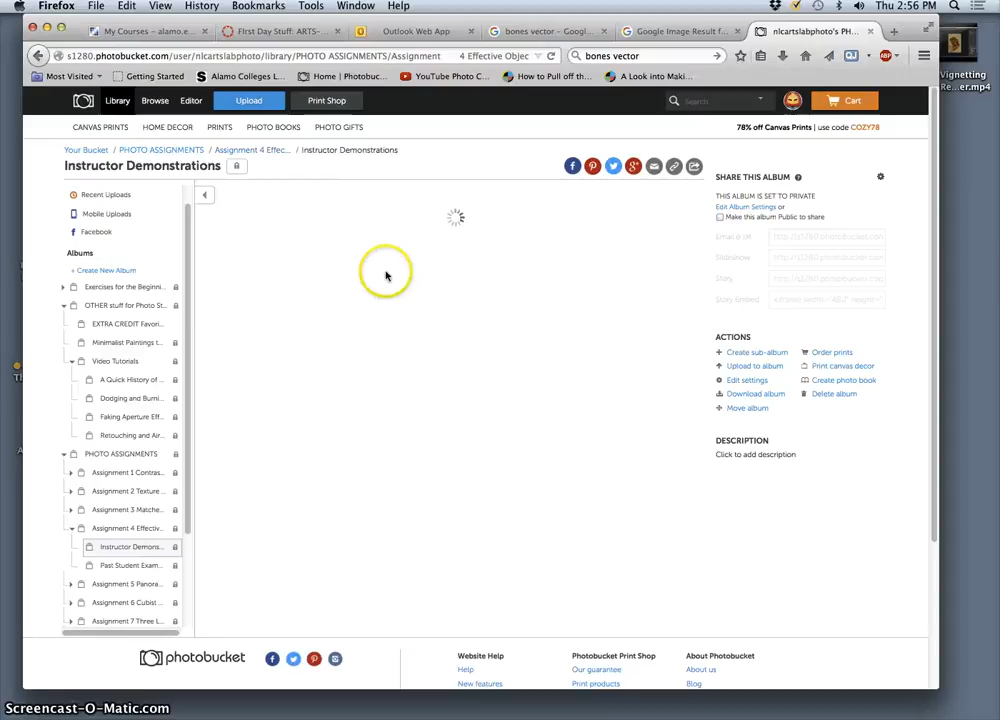 Firefox File Edit View History Bookmarks Tools Window Help Thu 2:56 PM
My Courses – alamo.e... First Day Stuff: ARTS-... Outlook Web App bones vector - Google... Google Image Result f... nlcartslabphoto's PH...
s1280.photobucket.com/user/nlcartslabphoto/library/PHOTO ASSIGNMENTS/Assignment 4 Effective Objec bones vector
Most Visited Getting Started Alamo Colleges L... Home | Photobuc... YouTube Photo C... How to Pull off th... A Look into Maki...
Library Browse Editor Upload Print Shop Search Cart
CANVAS PRINTS HOME DECOR PRINTS PHOTO BOOKS PHOTO GIFTS 78% off Canvas Prints | use code COZY78
Your Bucket / PHOTO ASSIGNMENTS / Assignment 4 Effec... / Instructor Demonstrations
Instructor Demonstrations
Recent Uploads
Mobile Uploads
Facebook
Albums
+ Create New Album
Exercises for the Beginni...
OTHER stuff for Photo St...
EXTRA CREDIT Favori...
Minimalist Paintings t...
Video Tutorials
A Quick History of ...
Dodging and Burni...
Faking Aperture Eff...
Retouching and Air...
PHOTO ASSIGNMENTS
Assignment 1 Contras...
Assignment 2 Texture ...
Assignment 3 Matche...
Assignment 4 Effectiv...
Instructor Demons...
Past Student Exam...
Assignment 5 Panora...
Assignment 6 Cubist ...
Assignment 7 Three L...
SHARE THIS ALBUM
THIS ALBUM IS SET TO PRIVATE
Edit Album Settings or
Make this album Public to share
Email & IM
Slideshow
Story
Story Embed
ACTIONS
Create sub-album Order prints
Upload to album Print canvas decor
Edit settings Create photo book
Download album Delete album
Move album
DESCRIPTION
Click to add description
photobucket
Website Help Photobucket Print Shop About Photobucket
Help Our guarantee About us
New features Print products Blog
Vignetting
Re...er.mp4
Screencast-O-Matic.com